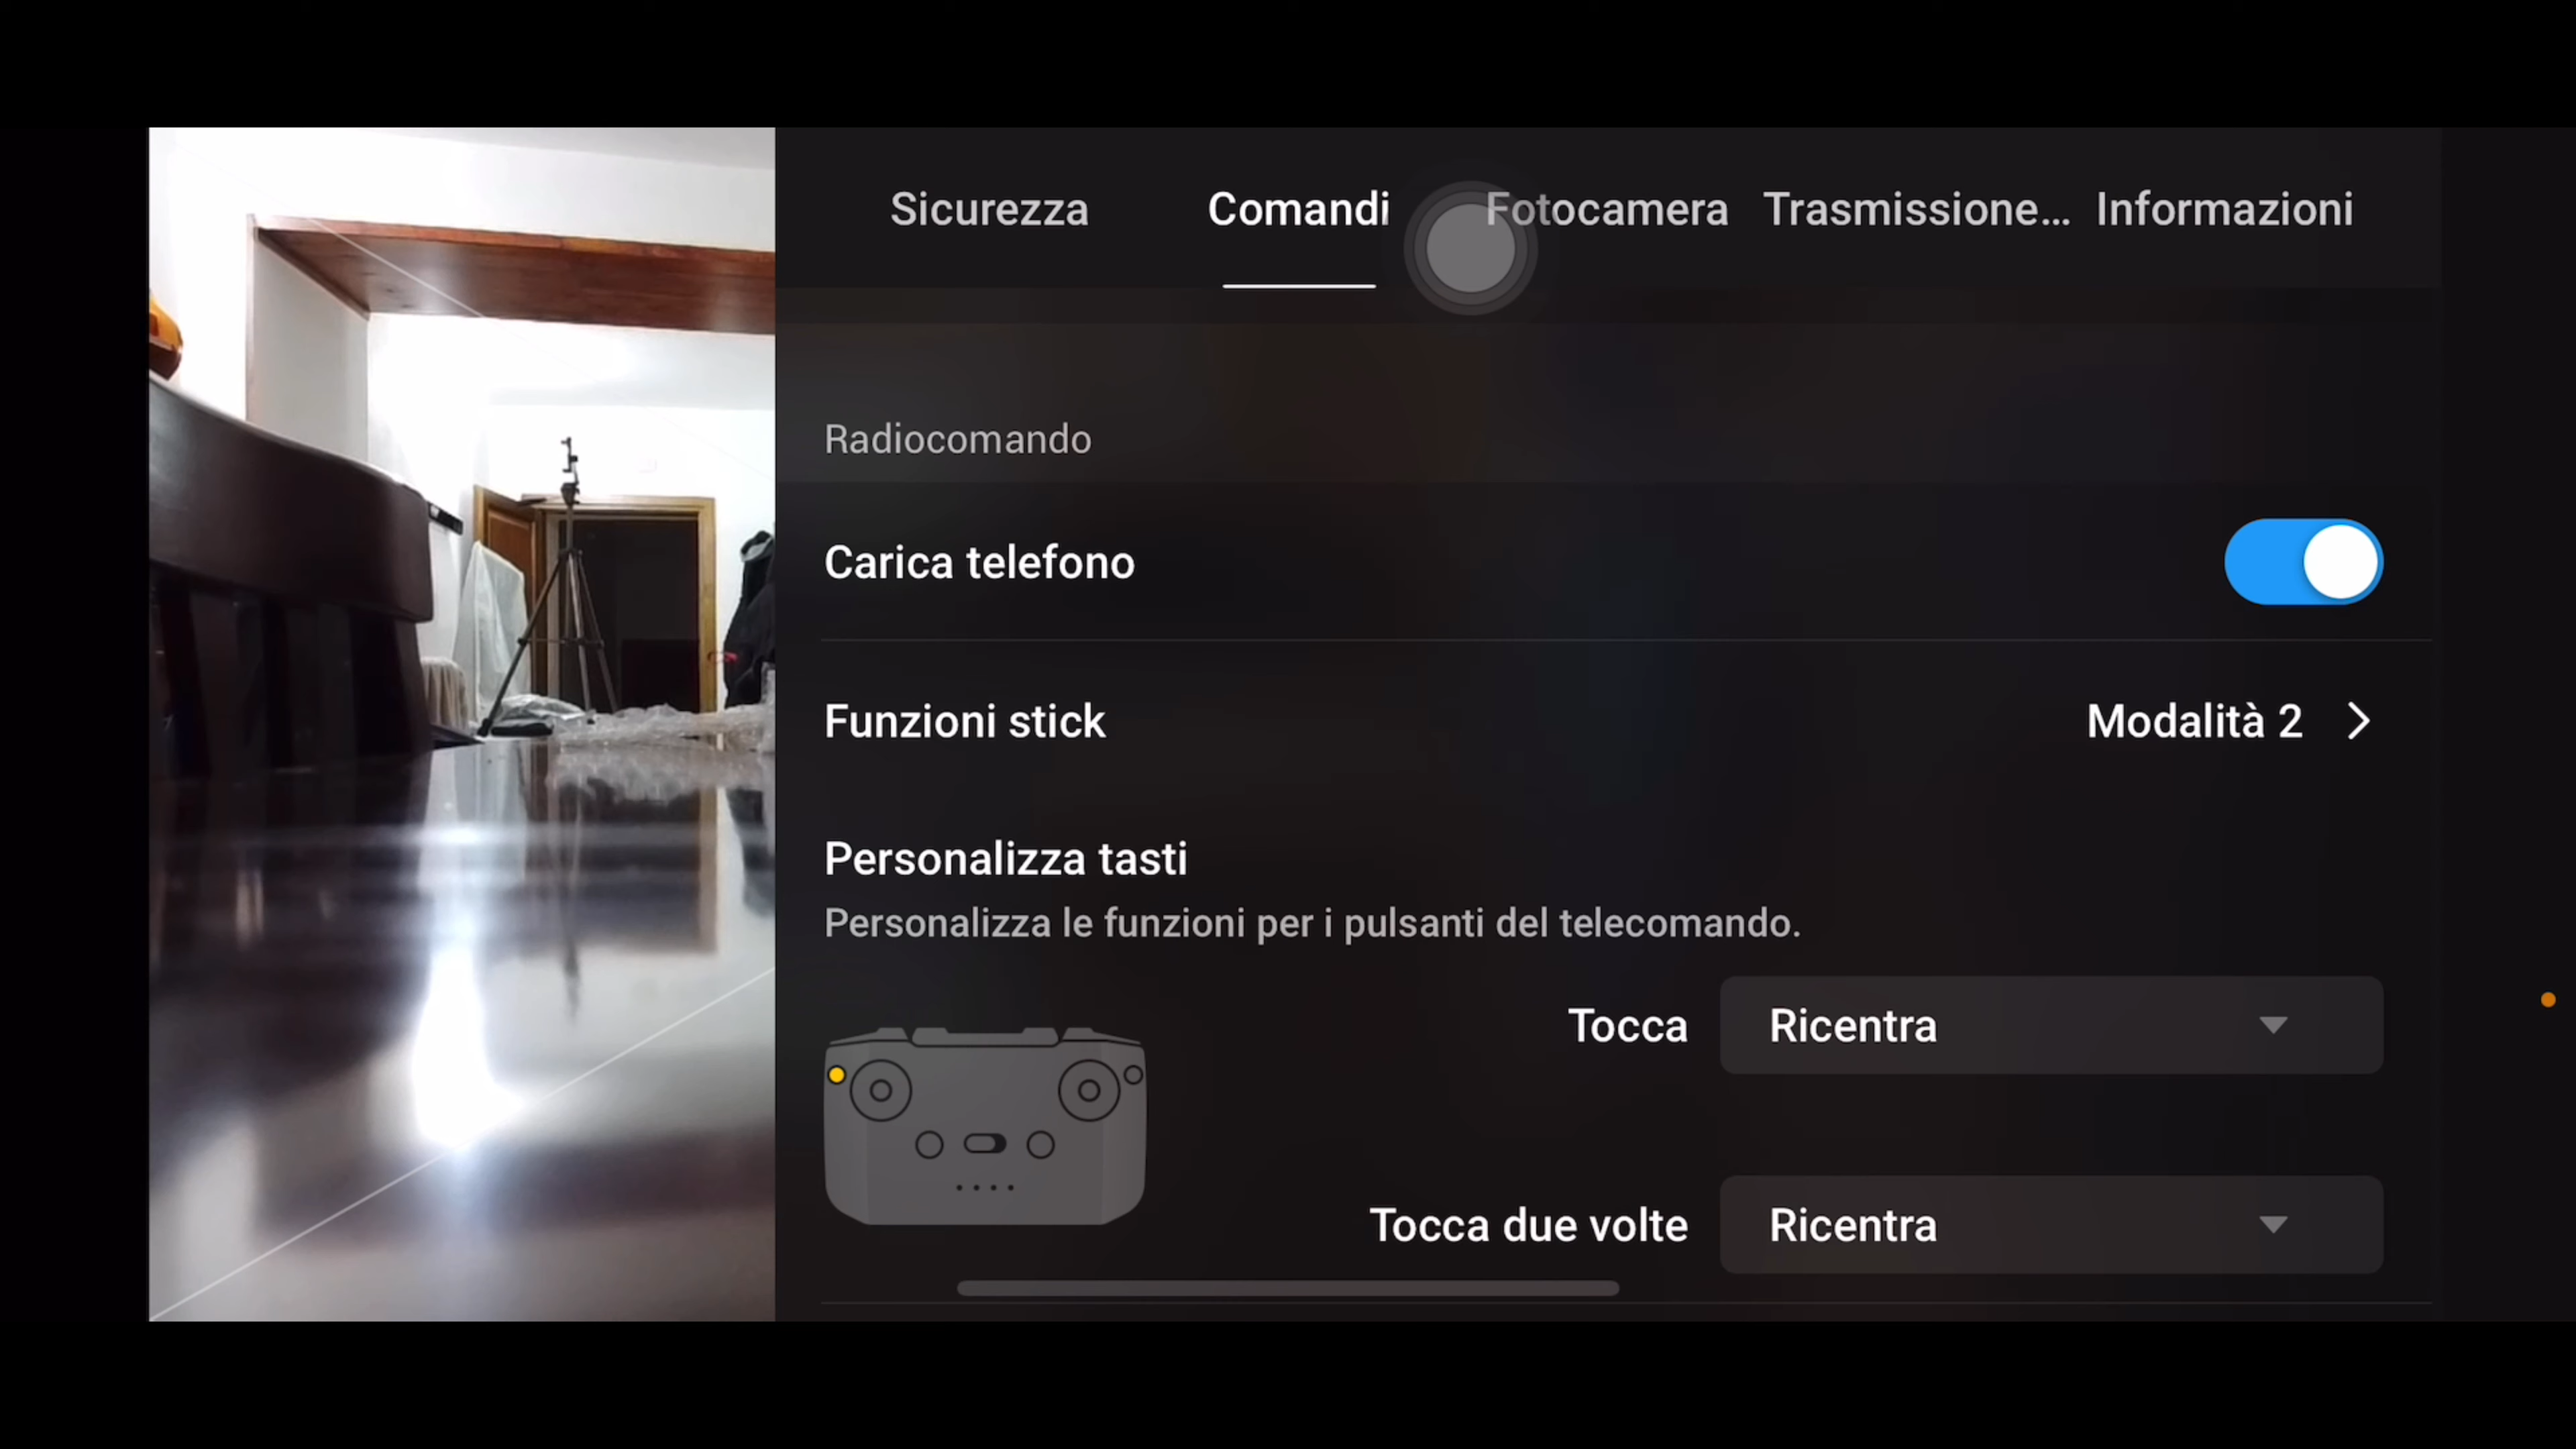 Sicurezza Comandi Fotocamera Trasmissione... Informazioni
Radiocomando
Carica telefono
Funzioni stick Modalità 2
Personalizza tasti
Personalizza le funzioni per i pulsanti del telecomando.
Tocca Ricentra
Tocca due volte Ricentra